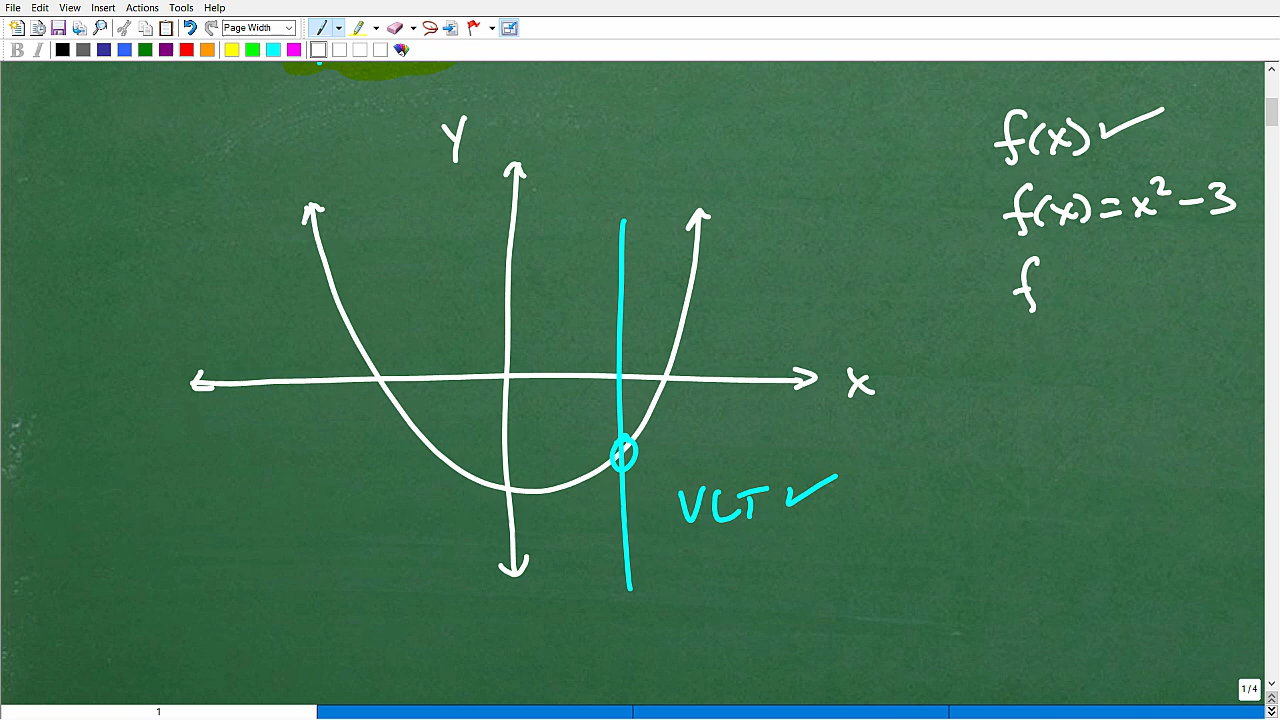 File Edit View Insert Actions Tools Help
Page Width
B I
Y
f(x) ✓
f(x) = x² - 3
f
x
VLT ✓
1/4
1